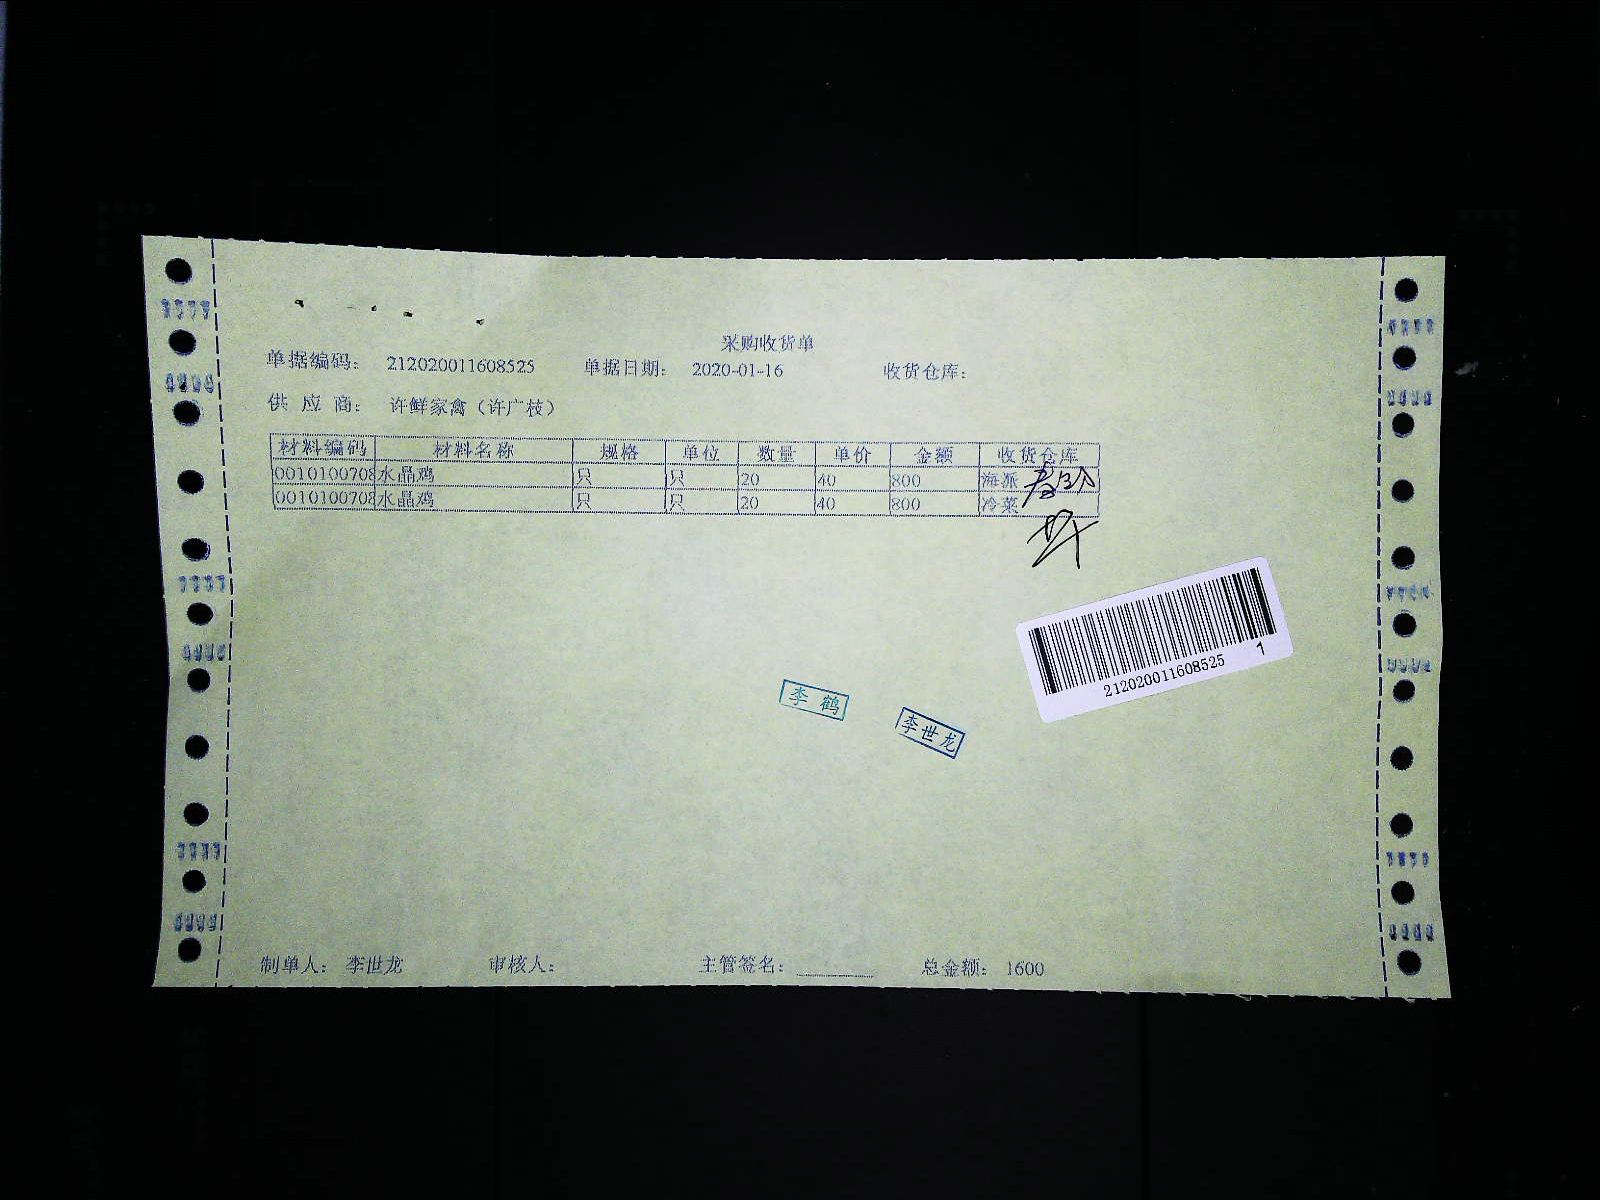 采购收货单
单据编码： 212020011608525 单据日期： 2020-01-16 收货仓库：
供 应 商： 许鲜家禽（许广枝）
材料编码 材料名称 规格 单位 数量 单价 金额 收货仓库
0010100708 水晶鸡 只 只 20 40 800 海派
0010100708 水晶鸡 只 只 20 40 800 冷菜
212020011608525 1
李 鹤
李世龙
制单人： 李世龙 审核人： 主管签名： 总金额： 1600